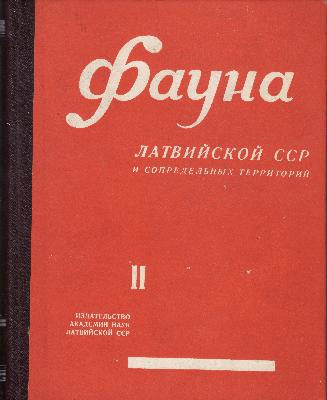 Фауна
ЛАТВИЙСКОЙ ССР
И СОПРЕДЕЛЬНЫХ ТЕРРИТОРИЙ
II
ИЗДАТЕЛЬСТВО
АКАДЕМИИ НАУК
ЛАТВИЙСКОЙ ССР